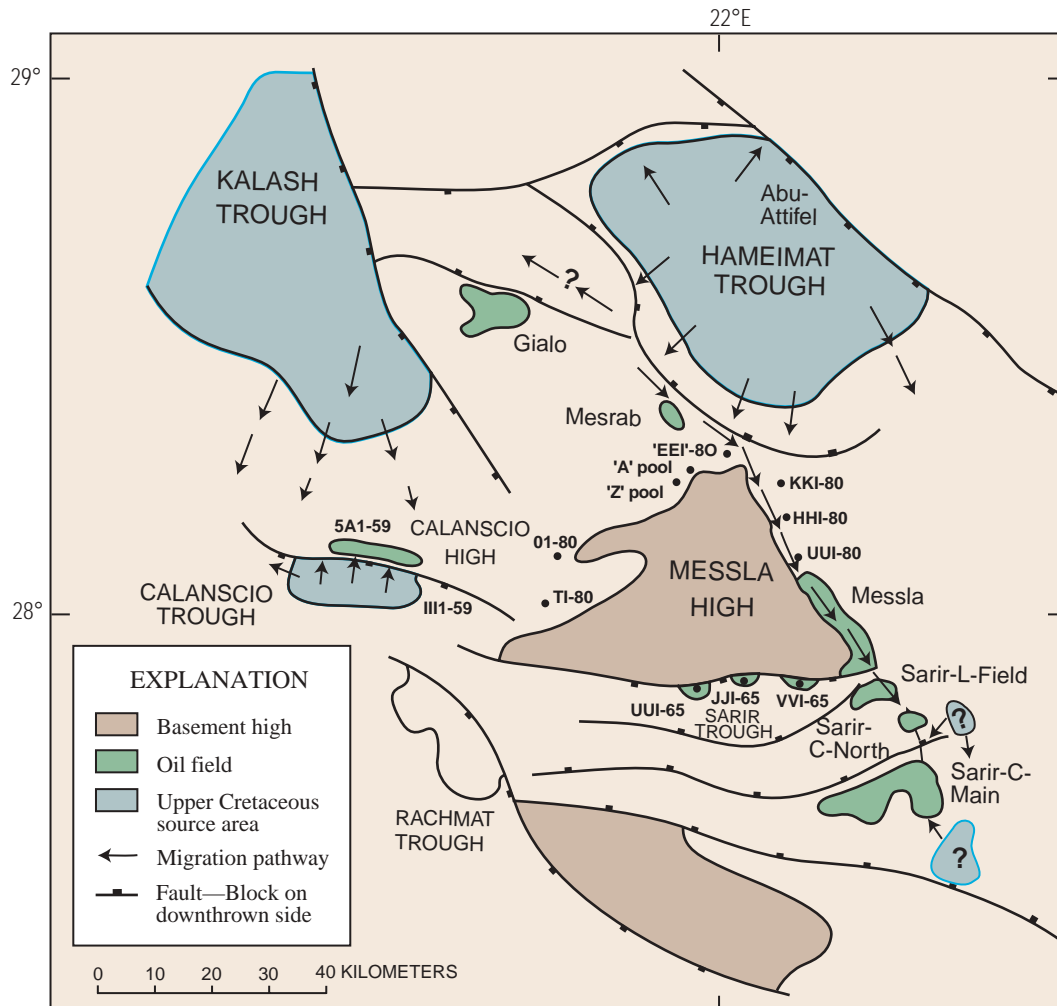 22°E
29°
KALASH
TROUGH
Abu-
Attifel
HAMEIMAT
TROUGH
?
Gialo
Mesrab
'EEI'-8O
'A' pool
'Z' pool
KKI-80
HHI-80
5A1-59
CALANSCIO
HIGH
01-80
UUI-80
MESSLA
HIGH
Messla
CALANSCIO
TROUGH
III1-59
TI-80
28°
Sarir-L-Field
UUI-65
JJI-65
VVI-65
SARIR
TROUGH
Sarir-
C-North
?
Sarir-C-
Main
RACHMAT
TROUGH
?
EXPLANATION
Basement high
Oil field
Upper Cretaceous
source area
Migration pathway
Fault—Block on
downthrown side
0 10 20 30 40 KILOMETERS